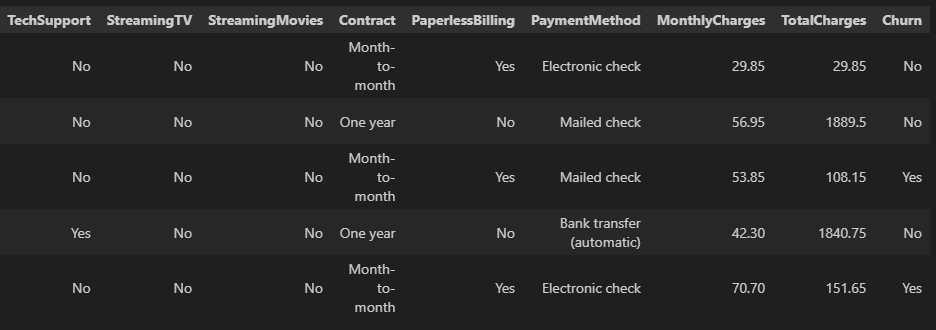 TechSupport StreamingTV StreamingMovies Contract PaperlessBilling PaymentMethod MonthlyCharges TotalCharges Churn
No No No Month-to-month Yes Electronic check 29.85 29.85 No
No No No One year No Mailed check 56.95 1889.5 No
No No No Month-to-month Yes Mailed check 53.85 108.15 Yes
Yes No No One year No Bank transfer (automatic) 42.30 1840.75 No
No No No Month-to-month Yes Electronic check 70.70 151.65 Yes